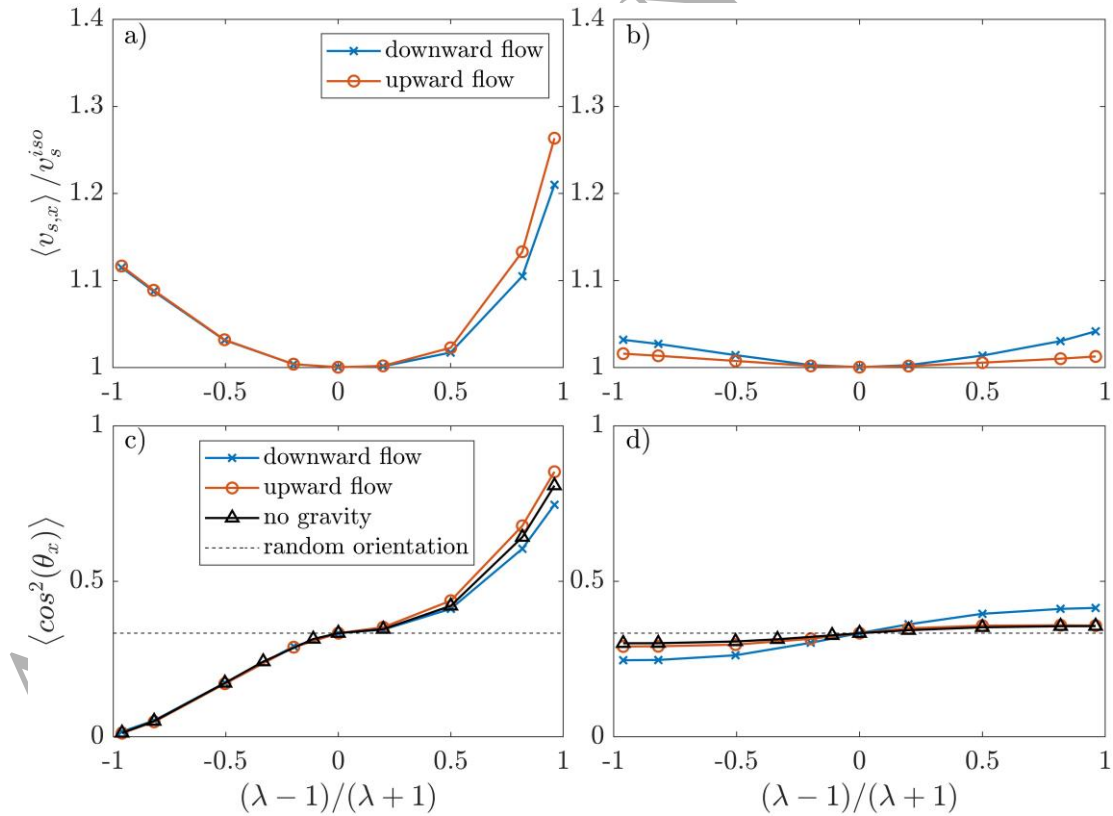 1.4
a)
downward flow
upward flow
1.3
1.2
1.1
1
⟨v_{s,x}⟩ / v_s^{iso}
-1 -0.5 0 0.5 1
1.4
b)
1.3
1.2
1.1
1
-1 -0.5 0 0.5 1
1
c)
downward flow
upward flow
no gravity
random orientation
0.5
0
⟨cos²(θ_x)⟩
-1 -0.5 0 0.5 1
(λ − 1)/(λ + 1)
1
d)
0.5
0
-1 -0.5 0 0.5 1
(λ − 1)/(λ + 1)